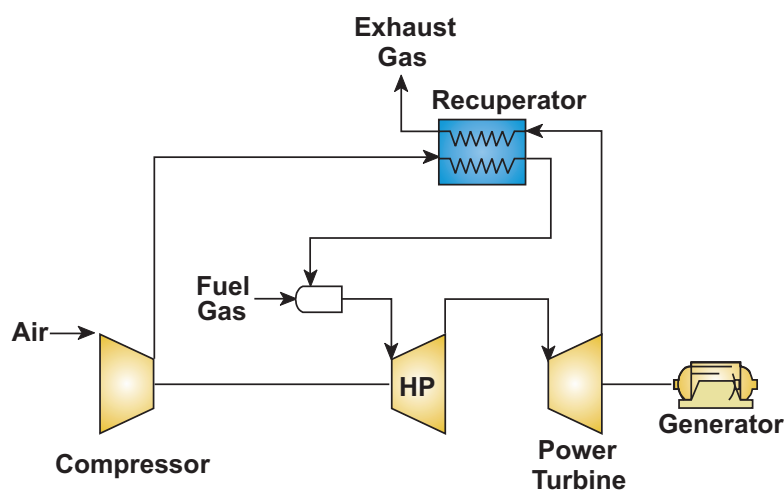 Exhaust
Gas
Recuperator
Fuel
Gas
Air
HP
Compressor
Power
Turbine
Generator